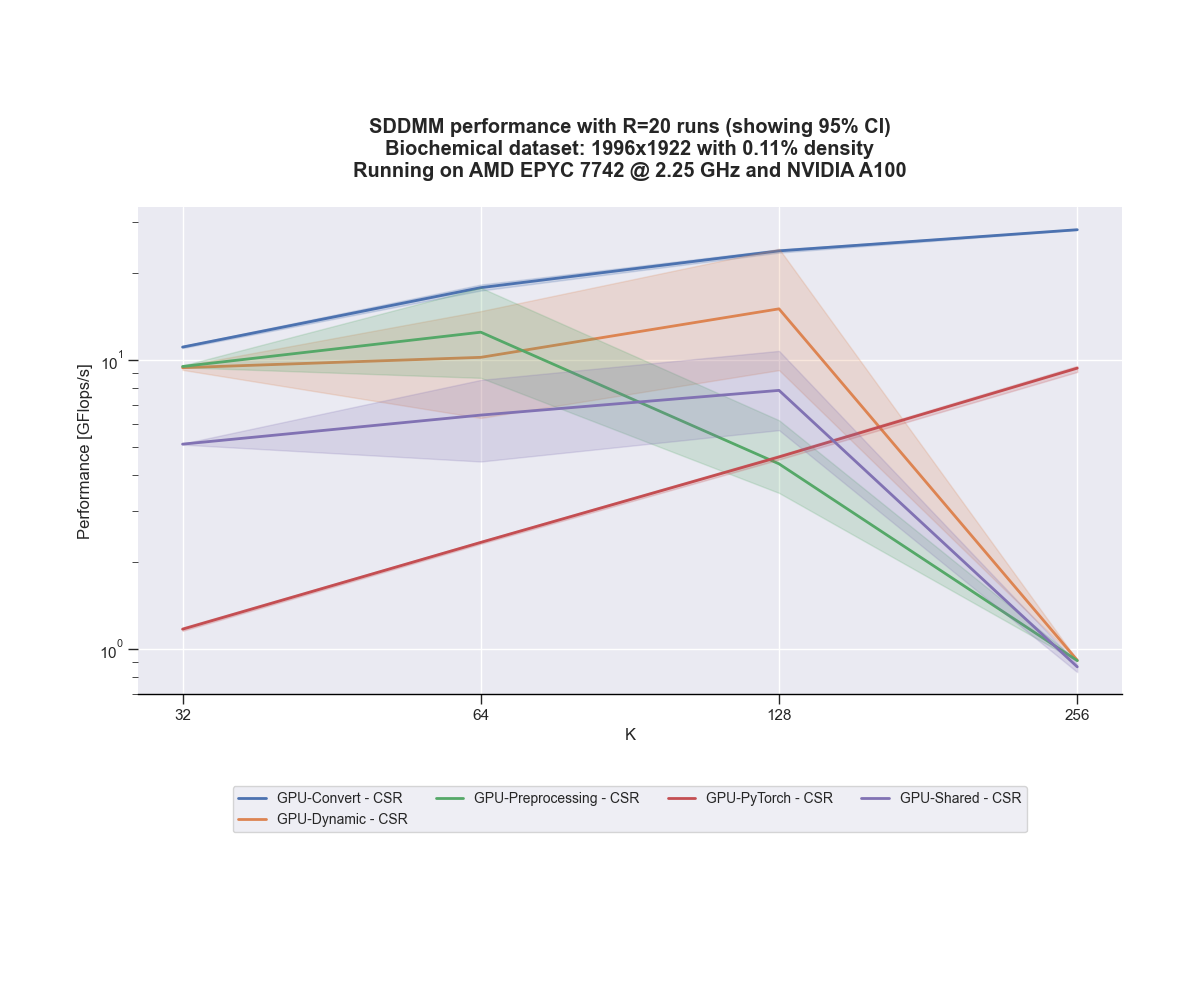 SDDMM performance with R=20 runs (showing 95% CI)
Biochemical dataset: 1996x1922 with 0.11% density
Running on AMD EPYC 7742 @ 2.25 GHz and NVIDIA A100
Performance [GFlops/s]
10^1
10^0
32 64 128 256
K
GPU-Convert - CSR GPU-Preprocessing - CSR GPU-PyTorch - CSR GPU-Shared - CSR
GPU-Dynamic - CSR